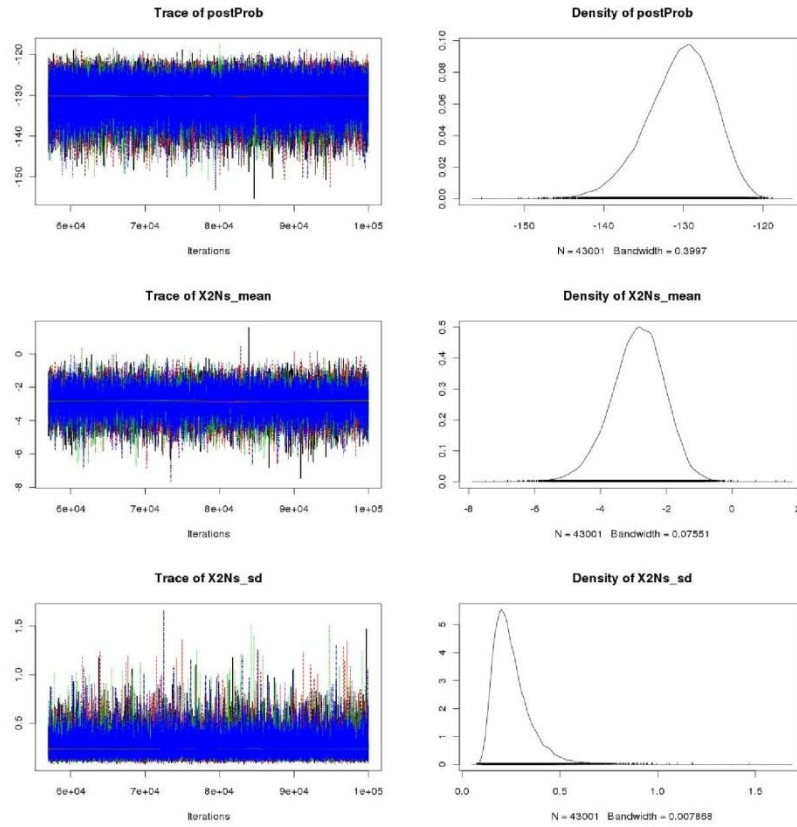 Trace of postProb
-120
-130
-140
-150
6e+04 7e+04 8e+04 9e+04 1e+05
Iterations
Density of postProb
0.10
0.08
0.06
0.04
0.02
0.00
-150 -140 -130 -120
N = 43001 Bandwidth = 0.3997
Trace of X2Ns_mean
0
-2
-4
-6
-8
6e+04 7e+04 8e+04 9e+04 1e+05
Iterations
Density of X2Ns_mean
0.5
0.4
0.3
0.2
0.1
0.0
-8 -6 -4 -2 0 2
N = 43001 Bandwidth = 0.07551
Trace of X2Ns_sd
1.5
1.0
0.5
6e+04 7e+04 8e+04 9e+04 1e+05
Iterations
Density of X2Ns_sd
5
4
3
2
1
0
0.0 0.5 1.0 1.5
N = 43001 Bandwidth = 0.007868